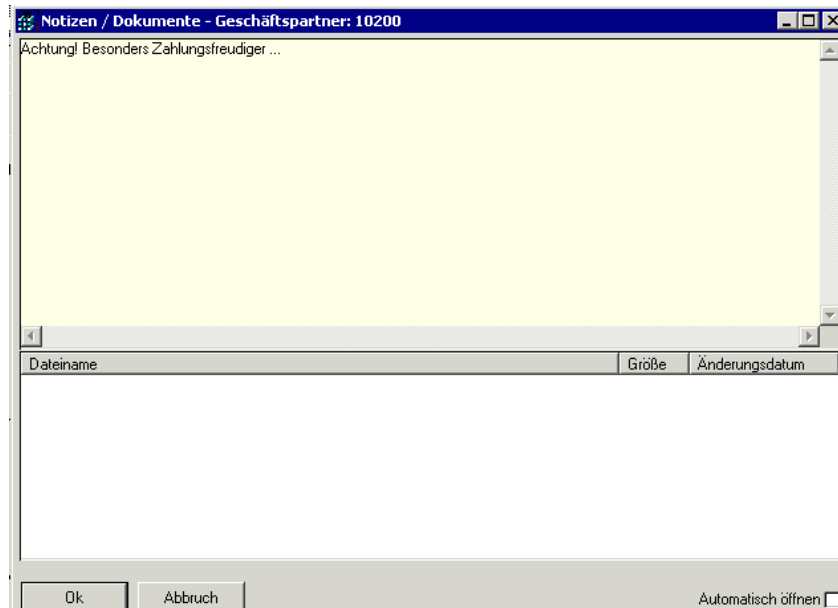 Notizen / Dokumente - Geschäftspartner: 10200
Achtung! Besonders Zahlungsfreudiger ...
Dateiname Größe Änderungsdatum
Ok Abbruch Automatisch öffnen